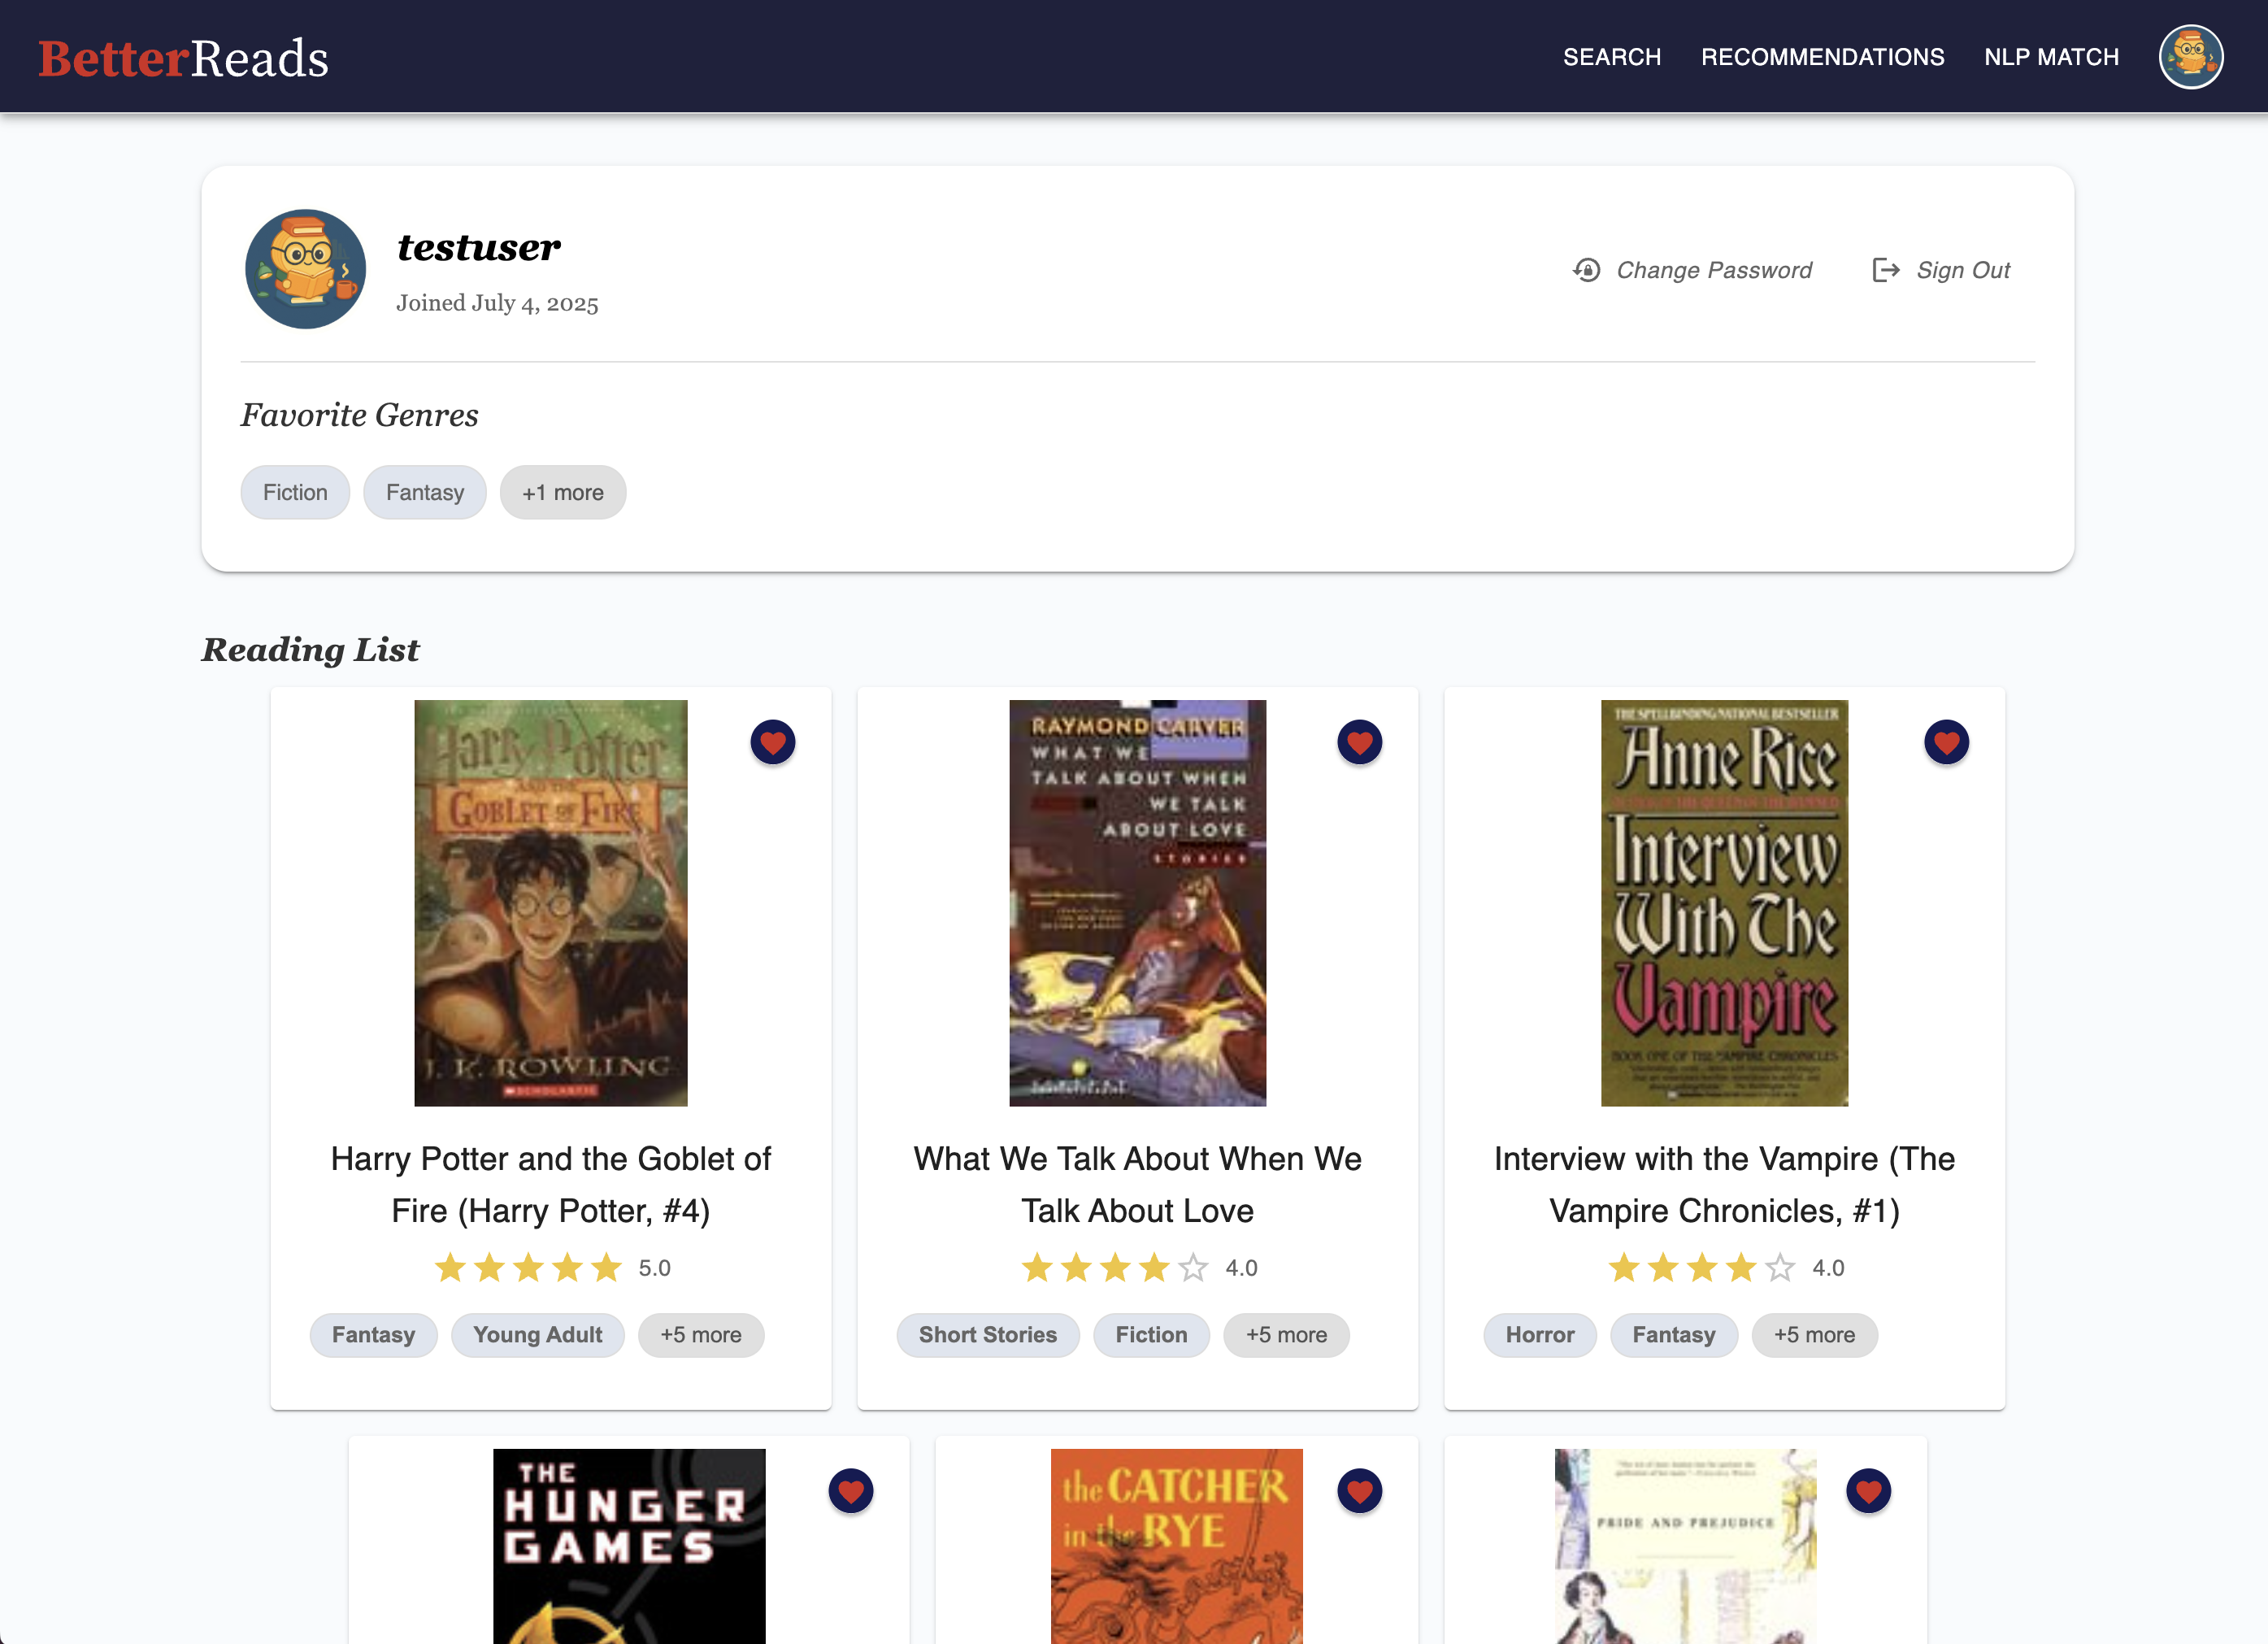 BetterReads
SEARCH
RECOMMENDATIONS
NLP MATCH
testuser
Joined July 4, 2025
Change Password
Sign Out
Favorite Genres
Fiction
Fantasy
+1 more
Reading List
Harry Potter
AND THE
GOBLET OF FIRE
J. K. ROWLING
SCHOLASTIC
Harry Potter and the Goblet of
Fire (Harry Potter, #4)
5.0
Fantasy
Young Adult
+5 more
RAYMOND CARVER
WHAT WE
TALK ABOUT WHEN
WE TALK
ABOUT LOVE
STORIES
What We Talk About When We
Talk About Love
4.0
Short Stories
Fiction
+5 more
THE SPELLBINDING NATIONAL BESTSELLER
Anne Rice
Interview
With The
Vampire
BOOK ONE OF THE VAMPIRE CHRONICLES
Interview with the Vampire (The
Vampire Chronicles, #1)
4.0
Horror
Fantasy
+5 more
THE
HUNGER
GAMES
the CATCHER
in the RYE
PRIDE AND PREJUDICE